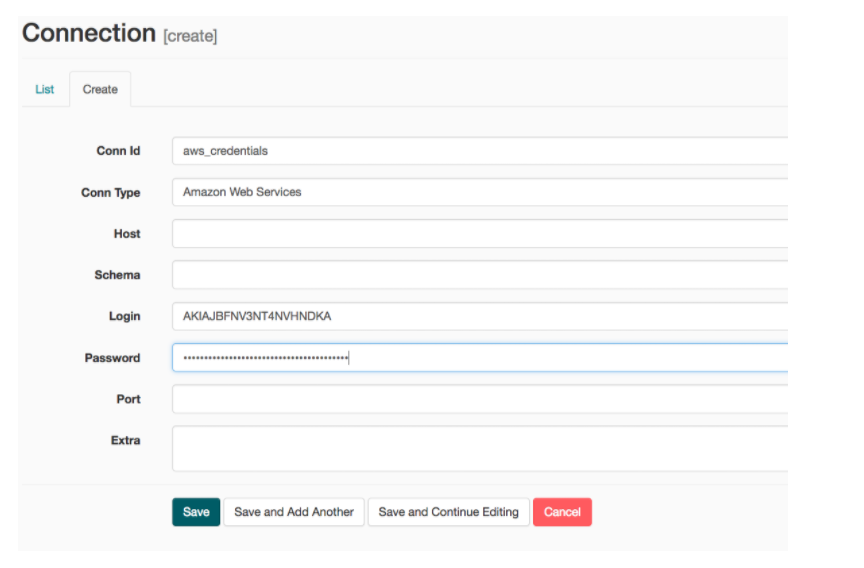 Connection [create]
List Create
Conn Id aws_credentials
Conn Type Amazon Web Services
Host
Schema
Login AKIAJBFNV3NT4NVHNDKA
Password ••••••••••••••••••••••••••••••••••••••••
Port
Extra
Save Save and Add Another Save and Continue Editing Cancel